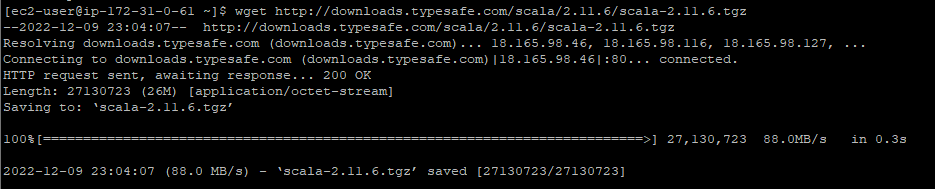 [ec2-user@ip-172-31-0-61 ~]$ wget http://downloads.typesafe.com/scala/2.11.6/scala-2.11.6.tgz
--2022-12-09 23:04:07--  http://downloads.typesafe.com/scala/2.11.6/scala-2.11.6.tgz
Resolving downloads.typesafe.com (downloads.typesafe.com)... 18.165.98.46, 18.165.98.116, 18.165.98.127, ...
Connecting to downloads.typesafe.com (downloads.typesafe.com)|18.165.98.46|:80... connected.
HTTP request sent, awaiting response... 200 OK
Length: 27130723 (26M) [application/octet-stream]
Saving to: ‘scala-2.11.6.tgz’
100%[===========================================================================>] 27,130,723  88.0MB/s   in 0.3s
2022-12-09 23:04:07 (88.0 MB/s) - ‘scala-2.11.6.tgz’ saved [27130723/27130723]